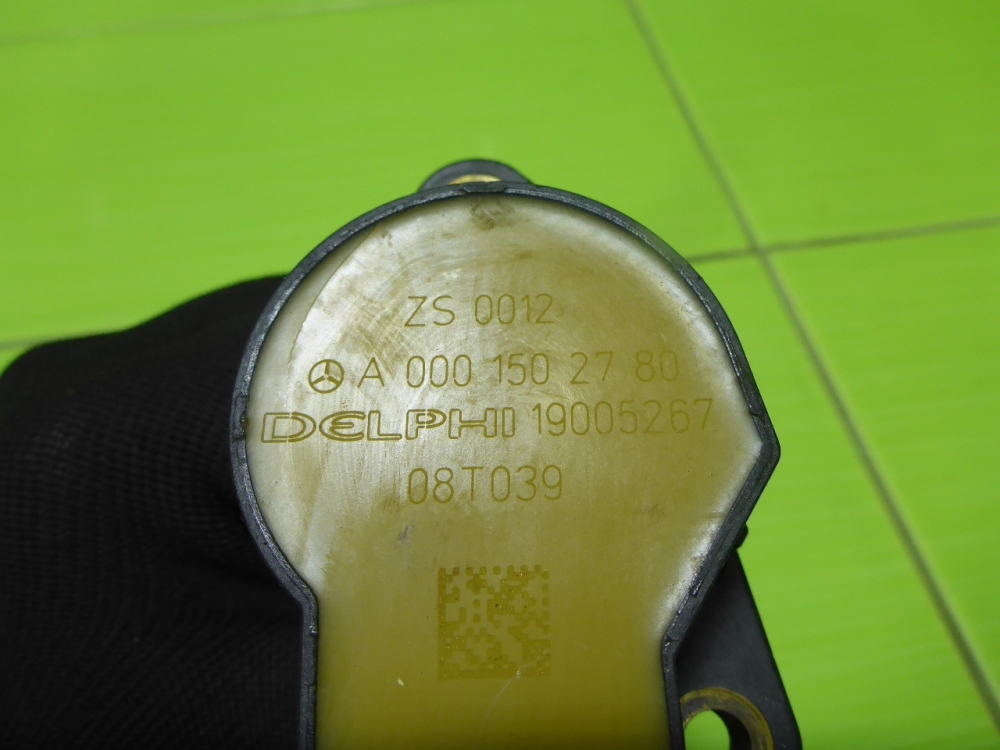 ZS 0012
A 000 150 27 80
DELPHI 19005267
08T039